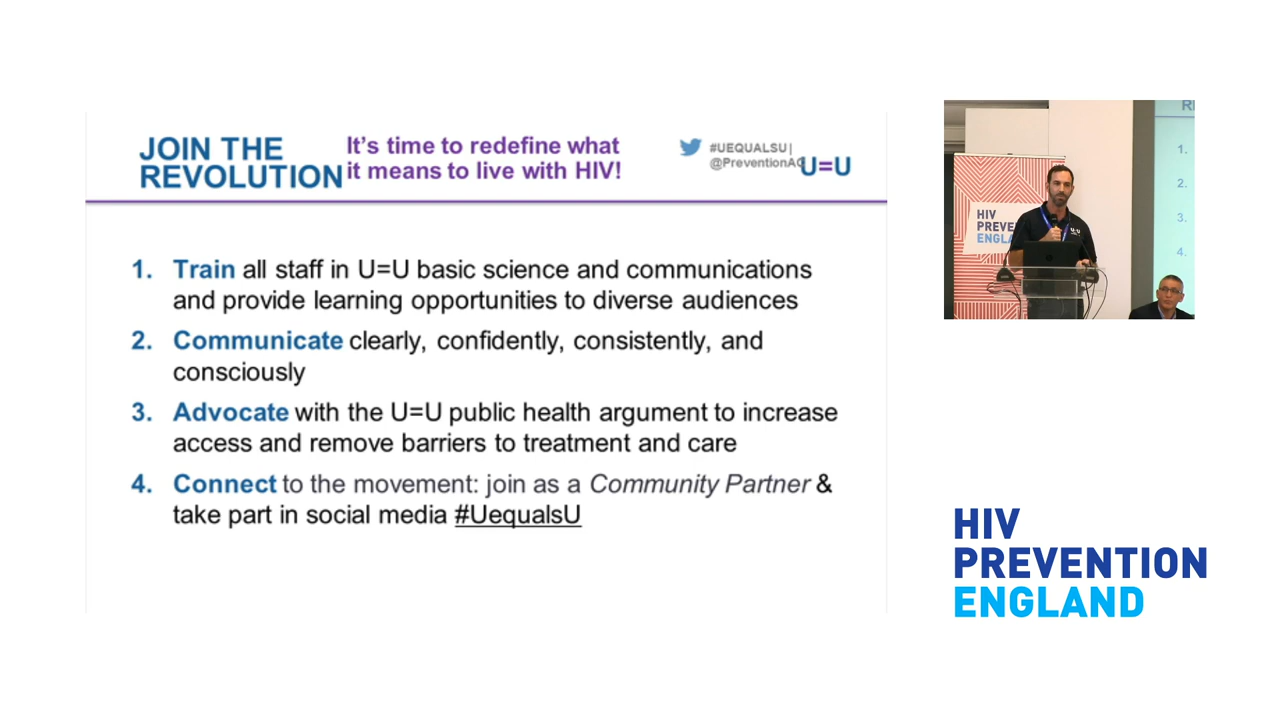 JOIN THE
REVOLUTION
It's time to redefine what
it means to live with HIV!
#UEQUALSU|
@PreventionAC
U=U
1. Train all staff in U=U basic science and communications
and provide learning opportunities to diverse audiences
2. Communicate clearly, confidently, consistently, and
consciously
3. Advocate with the U=U public health argument to increase
access and remove barriers to treatment and care
4. Connect to the movement: join as a Community Partner &
take part in social media #UequalsU
HIV
PREVE
ENGLA
U=U
R
1.
2.
3.
4.
HIV
PREVENTION
ENGLAND